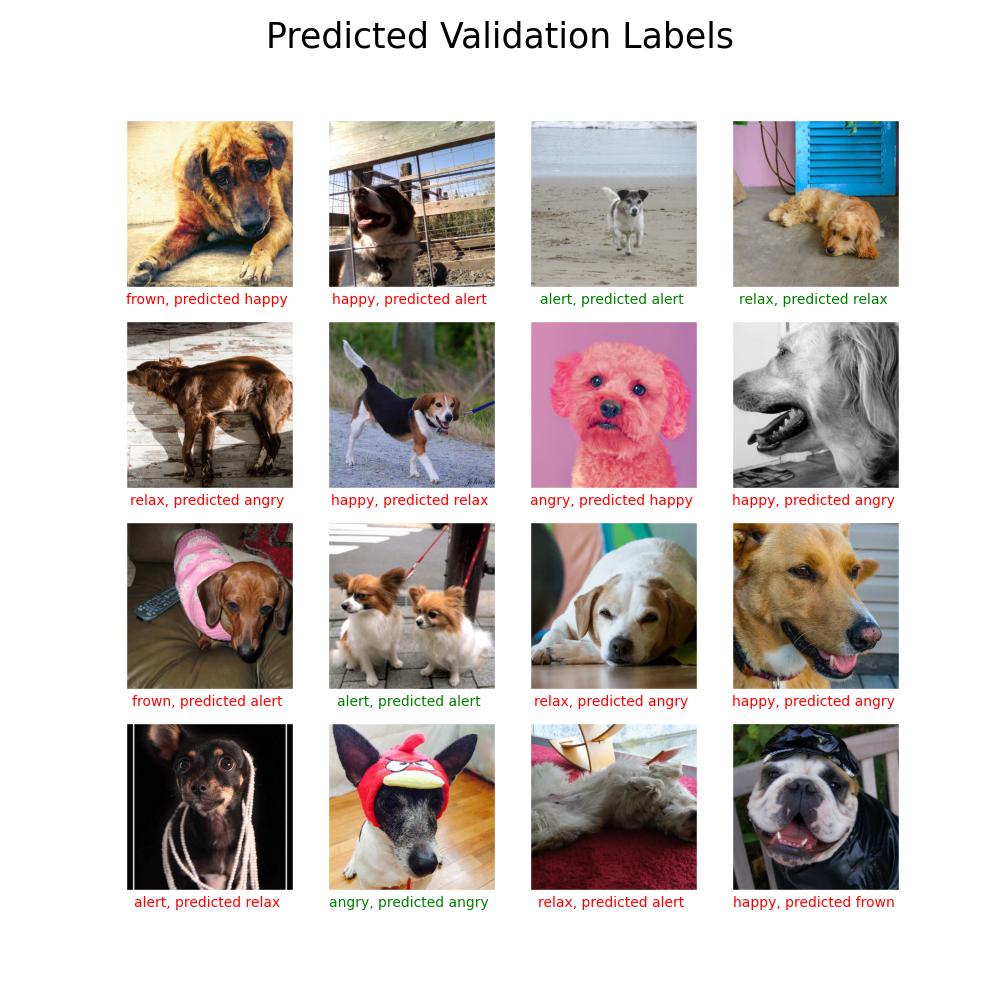 Predicted Validation Labels
frown, predicted happy
happy, predicted alert
alert, predicted alert
relax, predicted relax
relax, predicted angry
happy, predicted relax
angry, predicted happy
happy, predicted angry
frown, predicted alert
alert, predicted alert
relax, predicted angry
happy, predicted angry
alert, predicted relax
angry, predicted angry
relax, predicted alert
happy, predicted frown